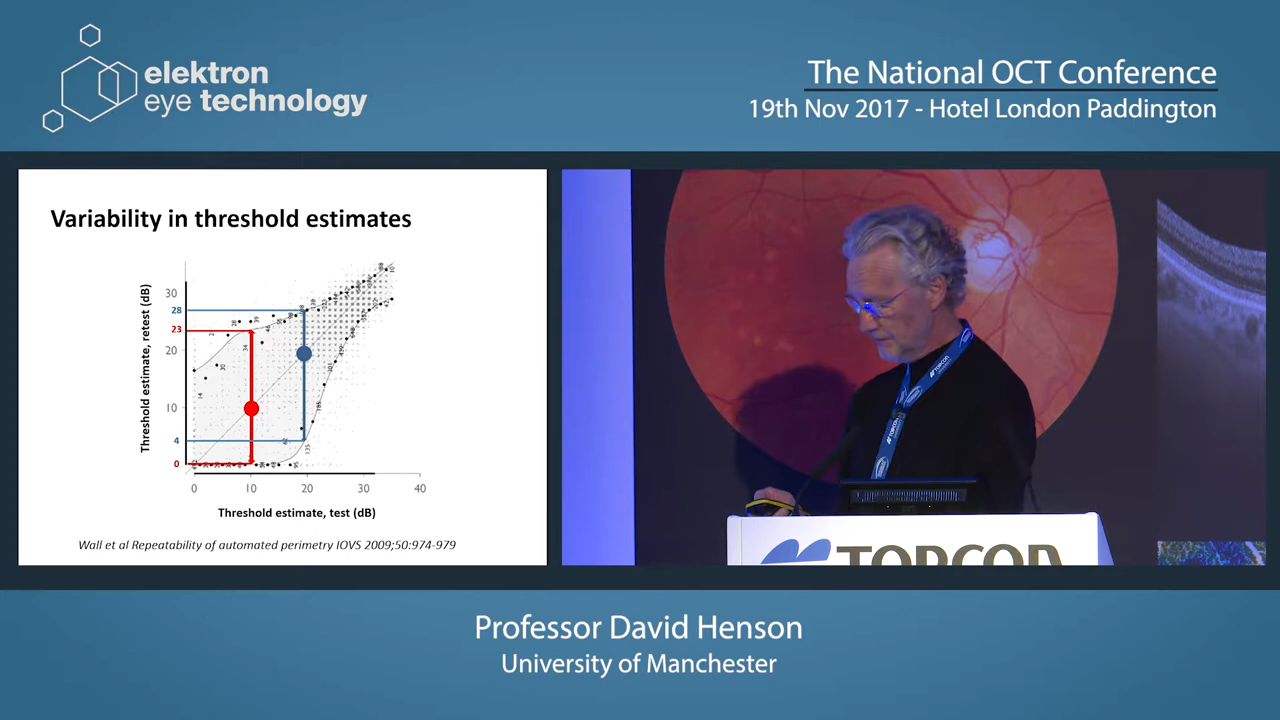 elektron
eye technology
The National OCT Conference
19th Nov 2017 - Hotel London Paddington
Variability in threshold estimates
Threshold estimate, retest (dB)
30
28
23
20
10
4
0
0
10
20
30
40
Threshold estimate, test (dB)
Wall et al Repeatability of automated perimetry IOVS 2009;50:974-979
TOPCON
TOPCON
TOPCON
Professor David Henson
University of Manchester